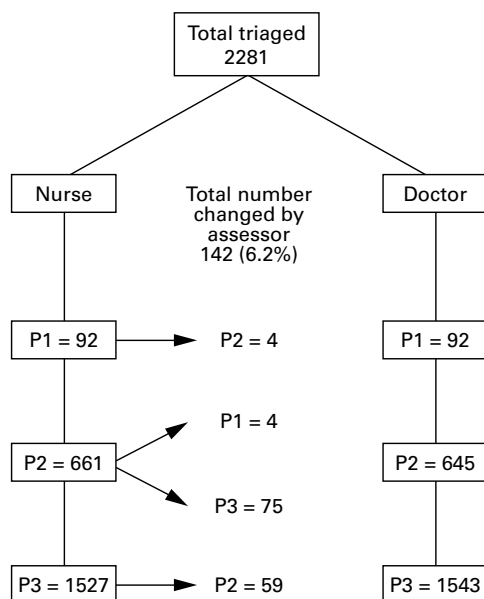 Total triaged
2281
Nurse
Total number
changed by
assessor
142 (6.2%)
Doctor
P1 = 92
P2 = 4
P1 = 92
P1 = 4
P2 = 661
P2 = 645
P3 = 75
P3 = 1527
P2 = 59
P3 = 1543